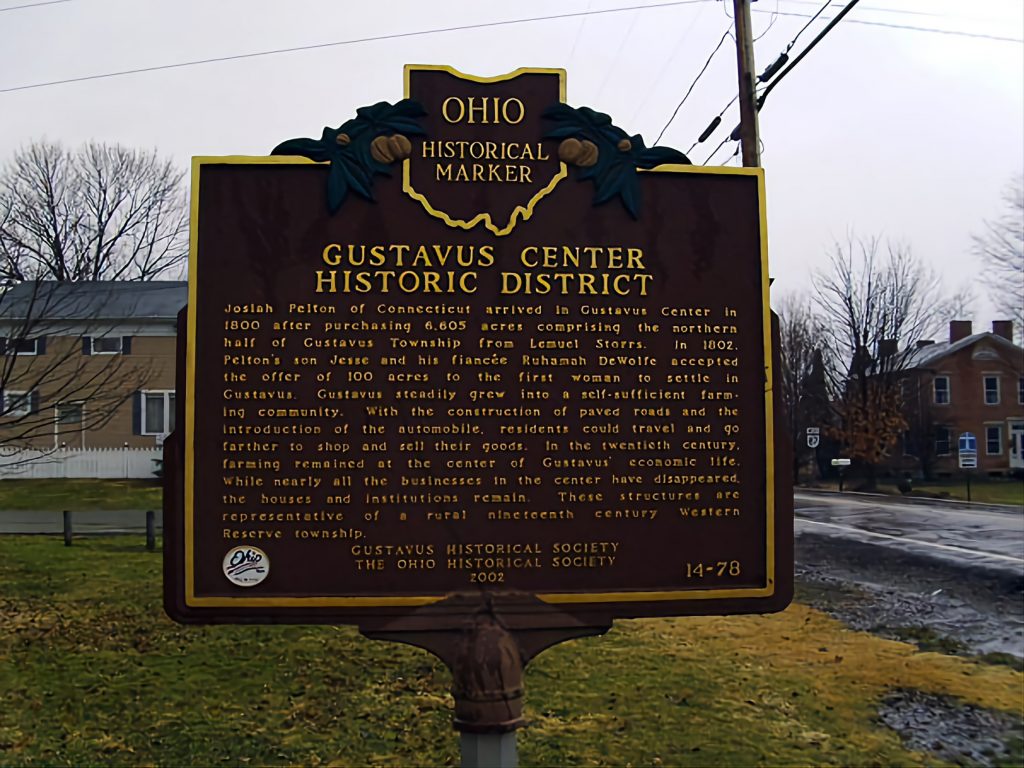 OHIO
HISTORICAL
MARKER
GUSTAVUS CENTER
HISTORIC DISTRICT
Josiah Pelton of Connecticut arrived in Gustavus Center in
1800 after purchasing 6,605 acres comprising the northern
half of Gustavus Township from Lemuel Storrs. In 1802,
Pelton's son Jesse and his fiancée Ruhamah DeWolfe accepted
the offer of 100 acres to the first woman to settle in
Gustavus. Gustavus steadily grew into a self-sufficient farm-
ing community. With the construction of paved roads and the
introduction of the automobile, residents could travel and go
farther to shop and sell their goods. In the twentieth century,
farming remained at the center of Gustavus' economic life.
While nearly all the businesses in the center have disappeared,
the houses and institutions remain. These structures are
representative of a rural nineteenth century Western
Reserve township.
Ohio
GUSTAVUS HISTORICAL SOCIETY
THE OHIO HISTORICAL SOCIETY
2002
14-78